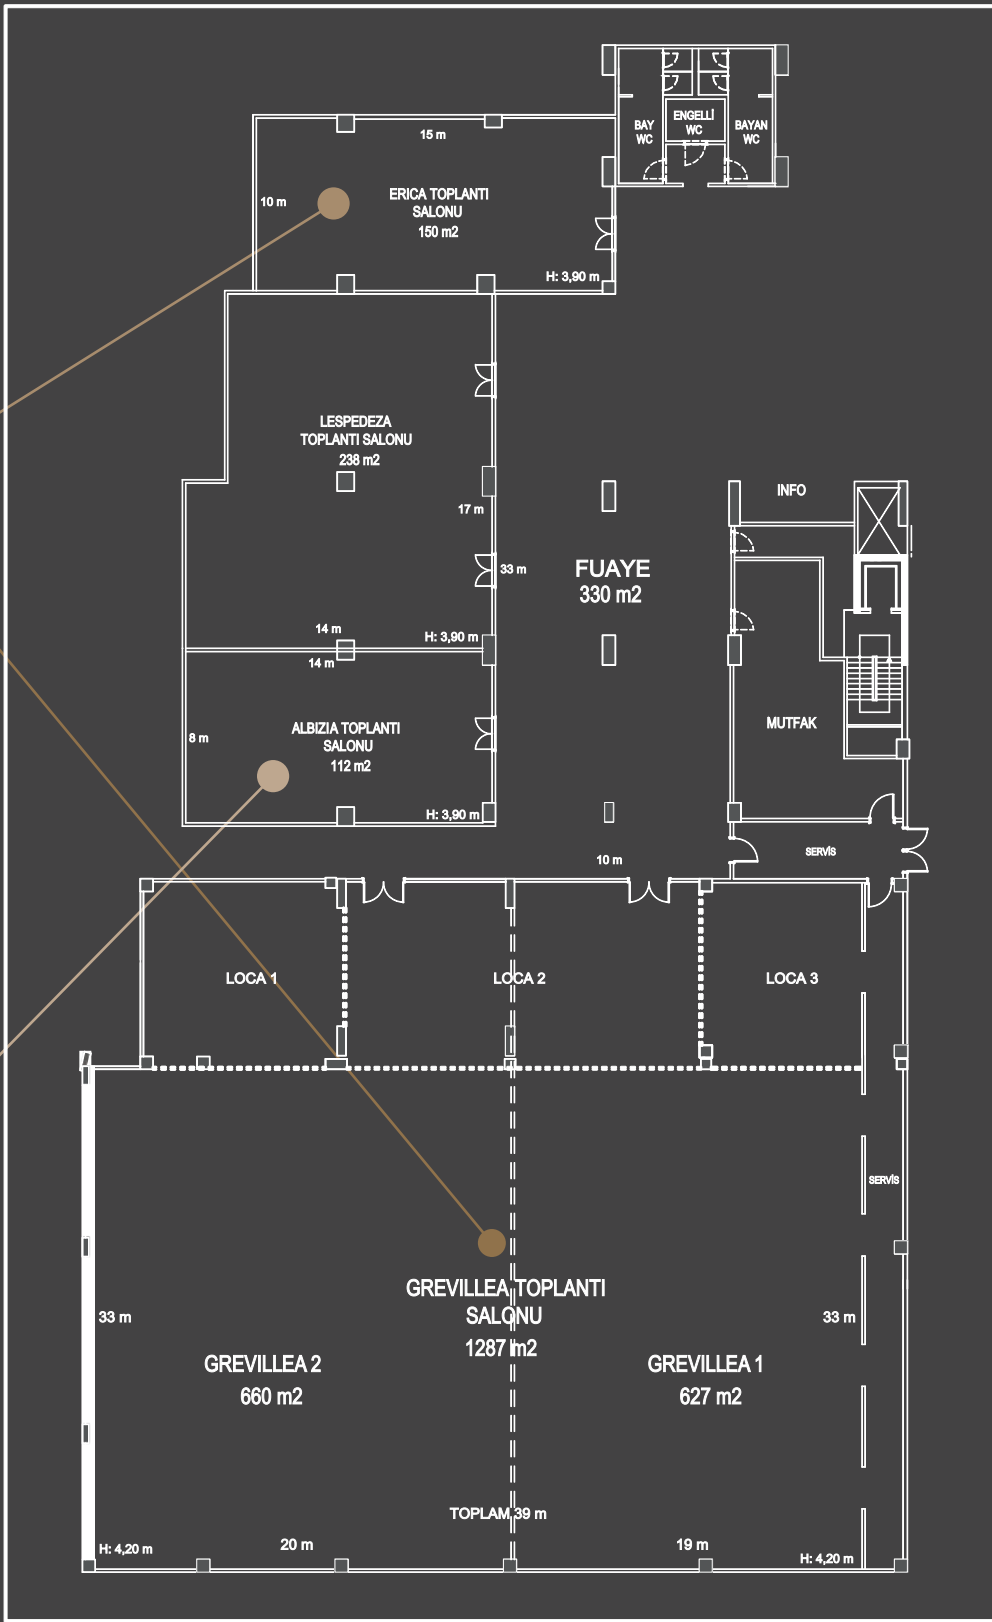 BAY
WC
ENGELLİ
WC
BAYAN
WC
15 m
10 m
ERICA TOPLANTI
SALONU
150 m2
H: 3,90 m
LESPEDEZA
TOPLANTI SALONU
238 m2
17 m
33 m
14 m
H: 3,90 m
INFO
FUAYE
330 m2
14 m
8 m
ALBIZIA TOPLANTI
SALONU
112 m2
H: 3,90 m
MUTFAK
SERVİS
10 m
LOCA 1
LOCA 2
LOCA 3
SERVİS
GREVILLEA TOPLANTI
SALONU
1287 m2
33 m
33 m
GREVILLEA 2
660 m2
GREVILLEA 1
627 m2
TOPLAM 39 m
H: 4,20 m
20 m
19 m
H: 4,20 m